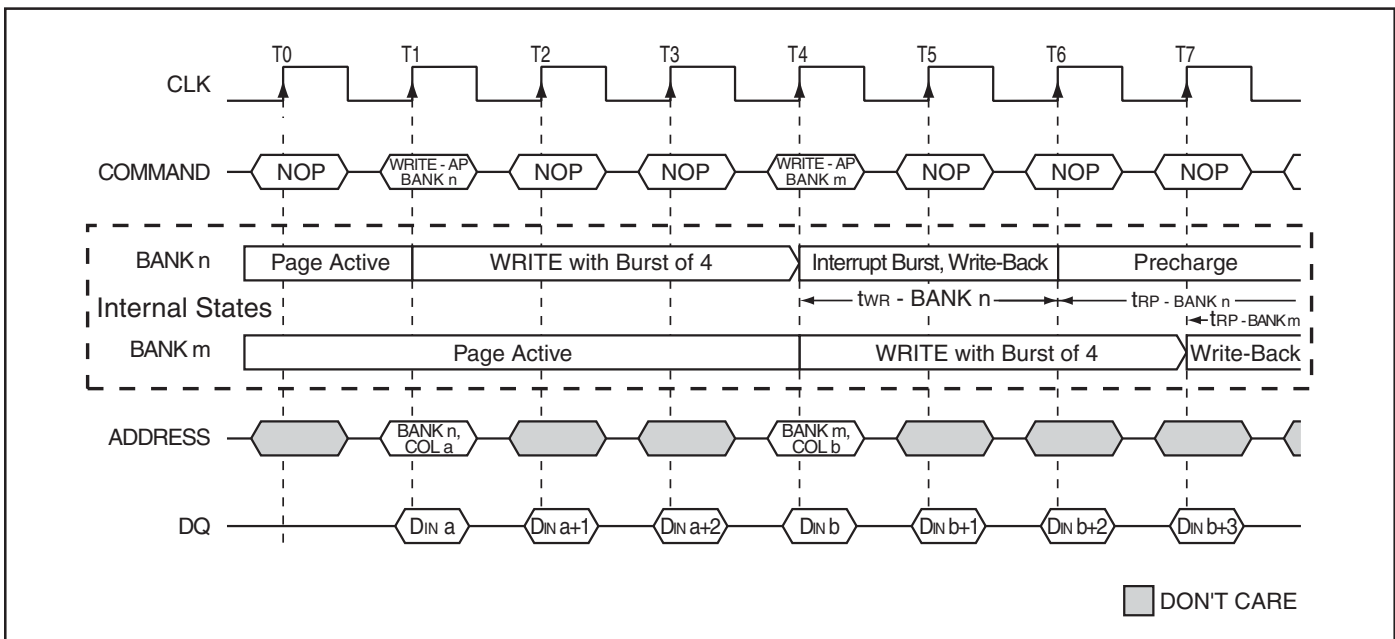 T0 T1 T2 T3 T4 T5 T6 T7
CLK
COMMAND NOP WRITE - AP BANK n NOP NOP WRITE - AP BANK m NOP NOP NOP
BANK n Page Active WRITE with Burst of 4 Interrupt Burst, Write-Back Precharge
tWR - BANK n tRP - BANK n
Internal States
tRP - BANK m
BANK m Page Active WRITE with Burst of 4 Write-Back
ADDRESS BANK n, COL a BANK m, COL b
DQ DIN a DIN a+1 DIN a+2 DIN b DIN b+1 DIN b+2 DIN b+3
DON'T CARE